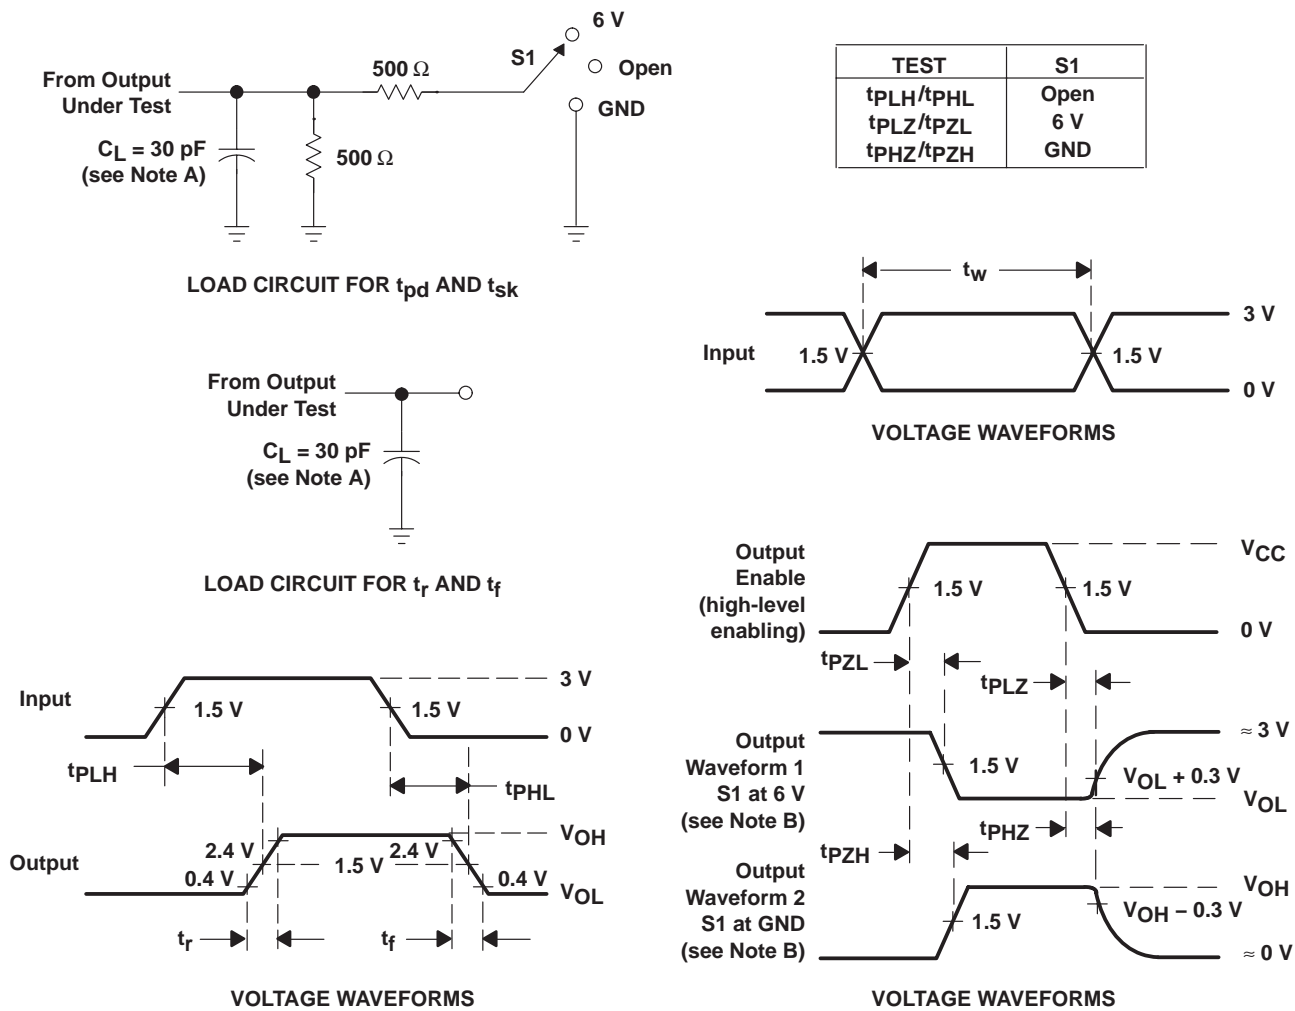 6 V
S1
Open
500 Ω
From Output
Under Test
GND
CL = 30 pF
(see Note A)
500 Ω
LOAD CIRCUIT FOR tpd AND tsk
TEST S1
tPLH/tPHL Open
tPLZ/tPZL 6 V
tPHZ/tPZH GND
tw
3 V
Input 1.5 V 1.5 V
0 V
VOLTAGE WAVEFORMS
From Output
Under Test
CL = 30 pF
(see Note A)
LOAD CIRCUIT FOR tr AND tf
Input
3 V
1.5 V 1.5 V
0 V
tPLH
tPHL
VOH
2.4 V 2.4 V
Output 1.5 V
0.4 V 0.4 V
VOL
tr tf
VOLTAGE WAVEFORMS
Output
Enable
(high-level
enabling)
VCC
1.5 V 1.5 V
0 V
tPZL
tPLZ
Output
Waveform 1
S1 at 6 V
(see Note B)
≈ 3 V
1.5 V
VOL + 0.3 V
VOL
tPHZ
tPZH
Output
Waveform 2
S1 at GND
(see Note B)
VOH
VOH – 0.3 V
1.5 V
≈ 0 V
VOLTAGE WAVEFORMS